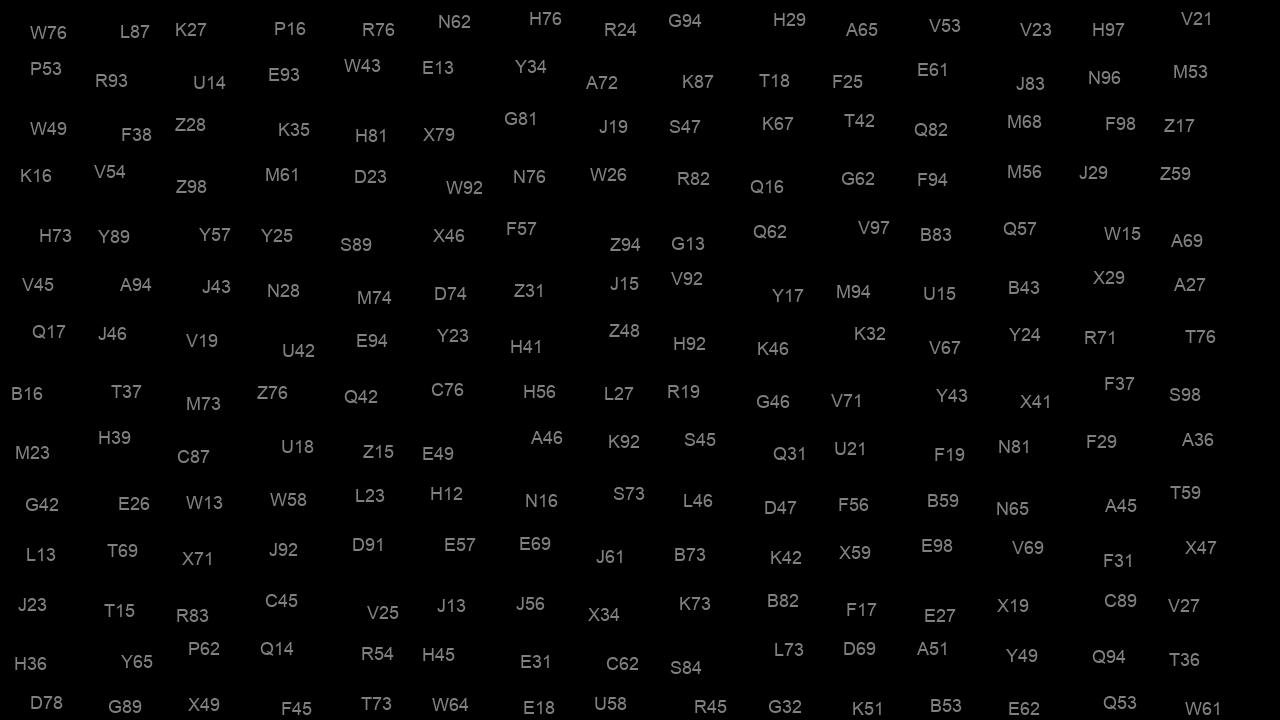 W76 L87 K27 P16 R76 N62 H76 R24 G94 H29 A65 V53 V23 H97 V21
P53 R93 U14 E93 W43 E13 Y34 A72 K87 T18 F25 E61 J83 N96 M53
W49 F38 Z28 K35 H81 X79 G81 J19 S47 K67 T42 Q82 M68 F98 Z17
K16 V54 Z98 M61 D23 W92 N76 W26 R82 Q16 G62 F94 M56 J29 Z59
H73 Y89 Y57 Y25 S89 X46 F57 Z94 G13 Q62 V97 B83 Q57 W15 A69
V45 A94 J43 N28 M74 D74 Z31 J15 V92 Y17 M94 U15 B43 X29 A27
Q17 J46 V19 U42 E94 Y23 H41 Z48 H92 K46 K32 V67 Y24 R71 T76
B16 T37 M73 Z76 Q42 C76 H56 L27 R19 G46 V71 Y43 X41 F37 S98
M23 H39 C87 U18 Z15 E49 A46 K92 S45 Q31 U21 F19 N81 F29 A36
G42 E26 W13 W58 L23 H12 N16 S73 L46 D47 F56 B59 N65 A45 T59
L13 T69 X71 J92 D91 E57 E69 J61 B73 K42 X59 E98 V69 F31 X47
J23 T15 R83 C45 V25 J13 J56 X34 K73 B82 F17 E27 X19 C89 V27
H36 Y65 P62 Q14 R54 H45 E31 C62 S84 L73 D69 A51 Y49 Q94 T36
D78 G89 X49 F45 T73 W64 E18 U58 R45 G32 K51 B53 E62 Q53 W61